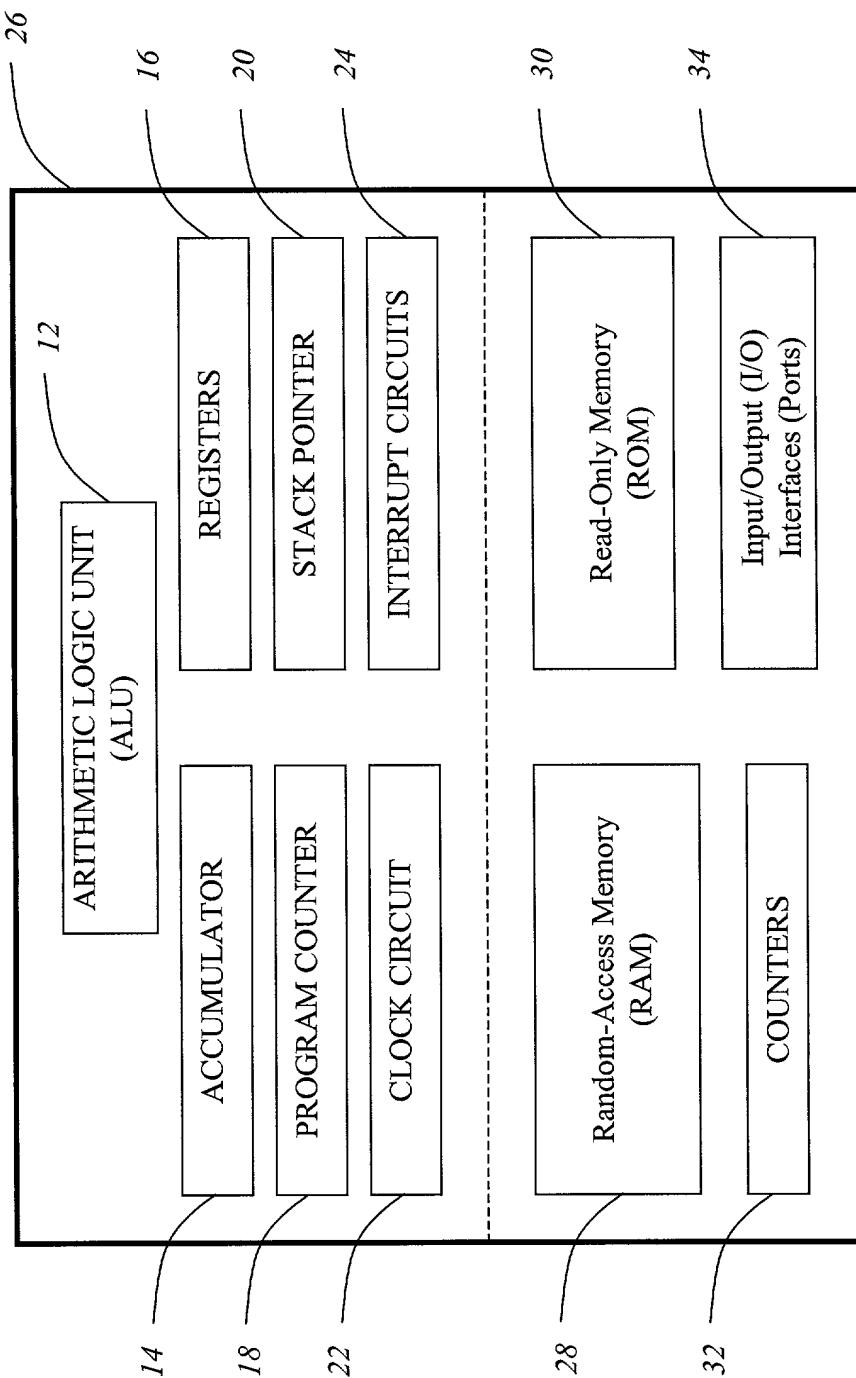 26
12
ARITHMETIC LOGIC UNIT
(ALU)
14
ACCUMULATOR
REGISTERS
16
18
PROGRAM COUNTER
STACK POINTER
20
22
CLOCK CIRCUIT
INTERRUPT CIRCUITS
24
28
Random-Access Memory
(RAM)
Read-Only Memory
(ROM)
30
32
COUNTERS
Input/Output (I/O)
Interfaces (Ports)
34